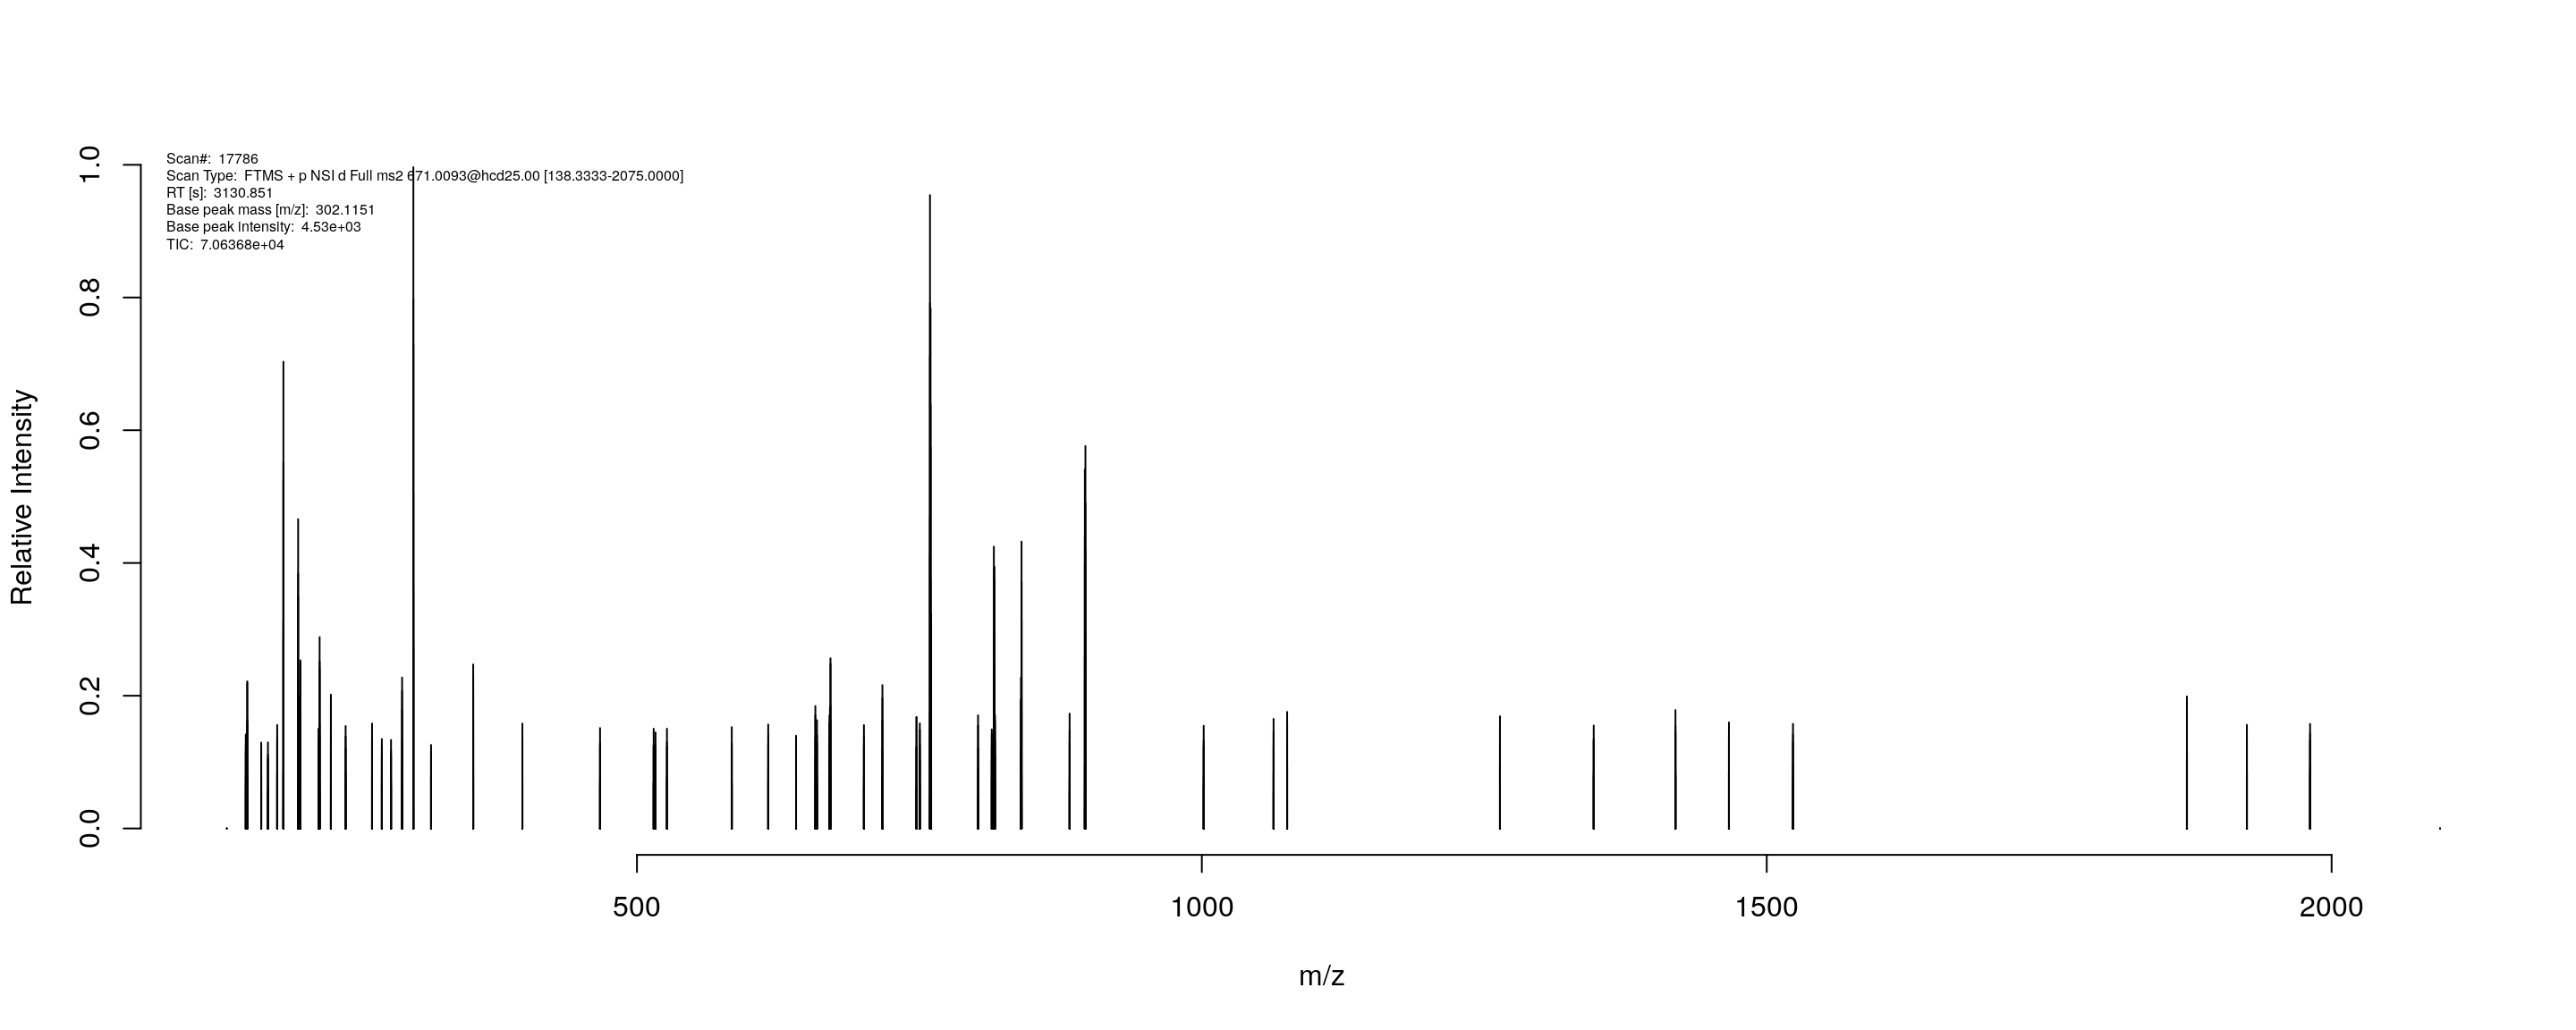 Scan#: 17786
Scan Type: FTMS + p NSI d Full ms2 671.0093@hcd25.00 [138.3333-2075.0000]
RT [s]: 3130.851
Base peak mass [m/z]: 302.1151
Base peak intensity: 4.53e+03
TIC: 7.06368e+04
Relative Intensity
1.0
0.8
0.6
0.4
0.2
0.0
500 1000 1500 2000
m/z